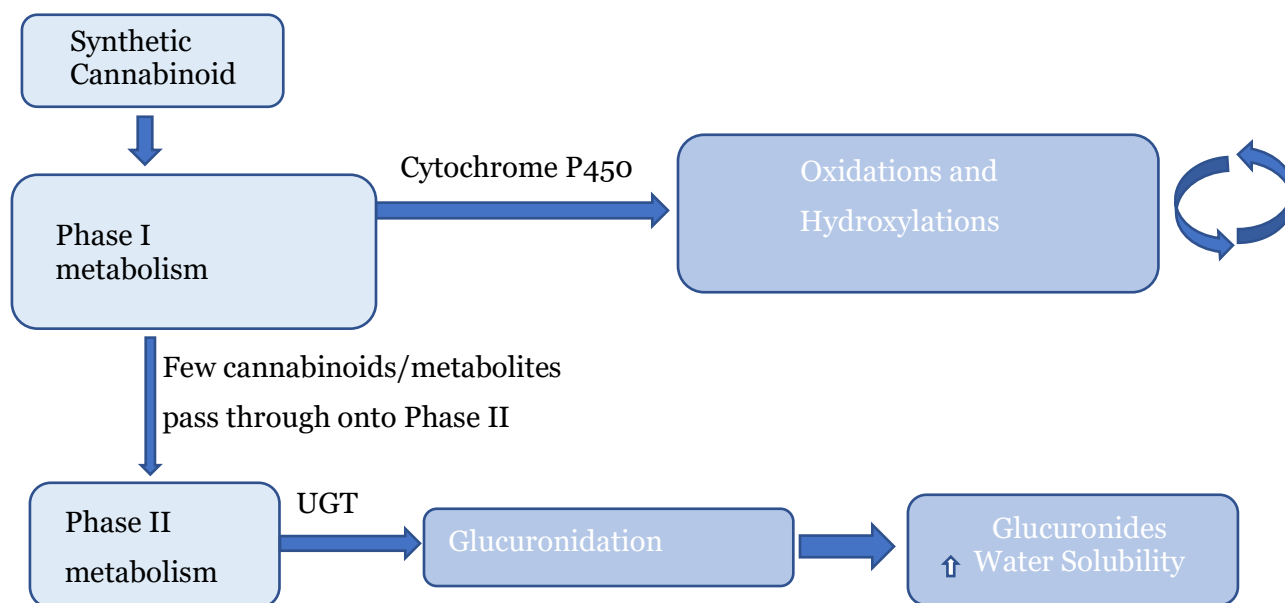 Synthetic
Cannabinoid
Cytochrome P450
Oxidations and
Hydroxylations
Phase I
metabolism
Few cannabinoids/metabolites
pass through onto Phase II
Phase II
metabolism
UGT
Glucuronidation
Glucuronides
Water Solubility